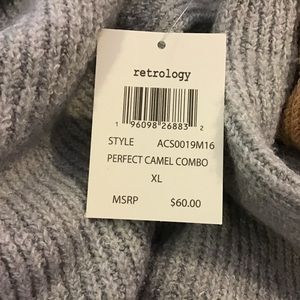 retrology
1 96098 26883 2
STYLE ACS0019M16
PERFECT CAMEL COMBO
XL
MSRP $60.00